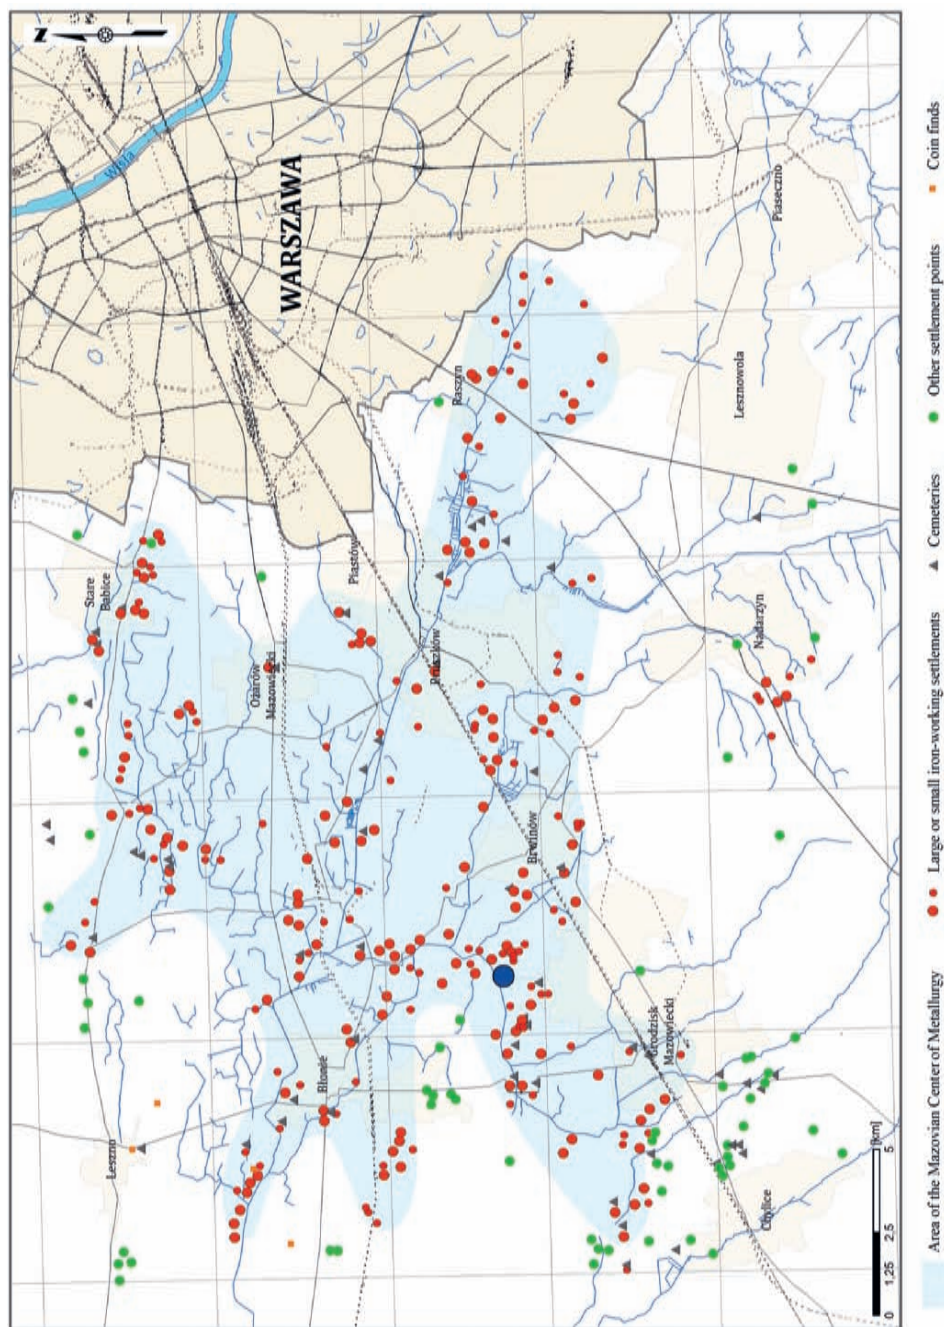 N
Wisła
WARSZAWA
Piaseczno
Raszyn
Lesznowola
Stare
Babice
Piastów
Ożarów
Mazowiecki
Pruszków
Nadarzyn
Brwinów
Leszno
Błonie
Grodzisk
Mazowiecki
Chylice
0 1,25 2,5 5
[km]
Area of the Mazovian Center of Metallurgy
Large or small iron-working settlements
Cemeteries
Other settlement points
Coin finds